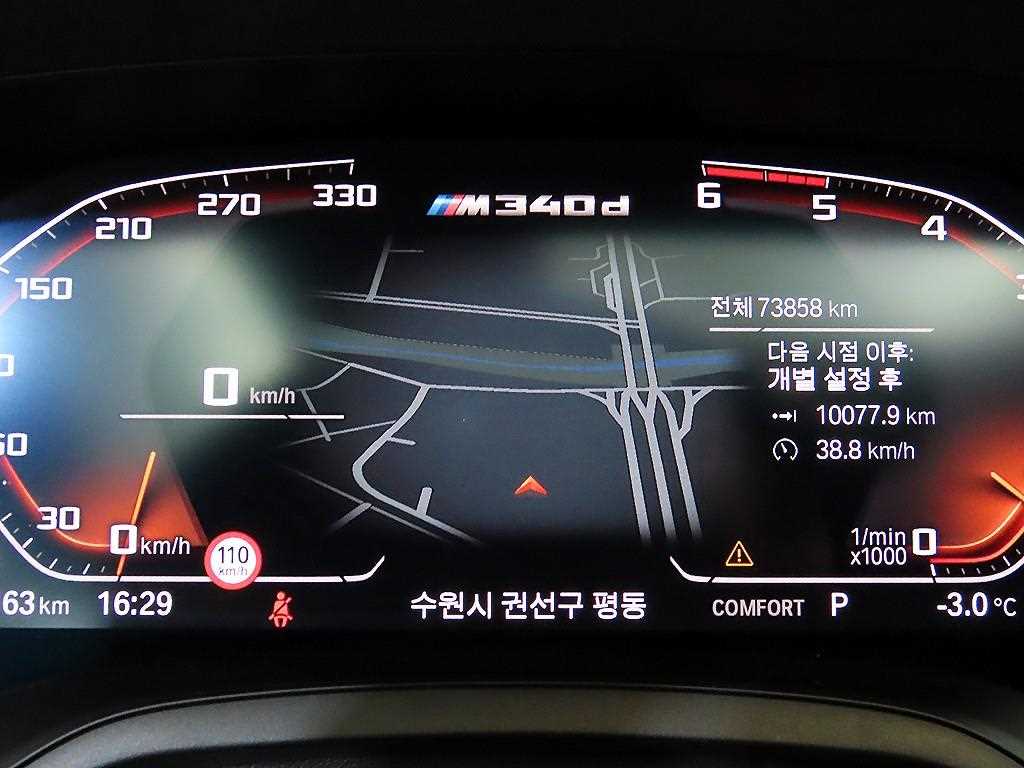 330
270
210
150
30
0 km/h
0 km/h
110
km/h
M340d
6
5
4
전체 73858 km
다음 시점 이후:
개별 설정 후
10077.9 km
38.8 km/h
1/min
x1000
0
63 km
16:29
수원시 권선구 평동
COMFORT
P
-3.0 °C